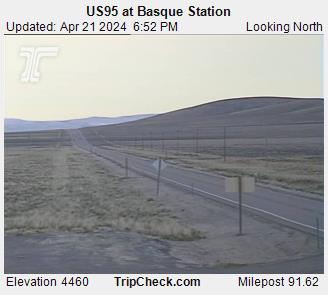 US95 at Basque Station
Updated: Apr 21 2024 6:52 PM Looking North
Elevation 4460 TripCheck.com Milepost 91.62